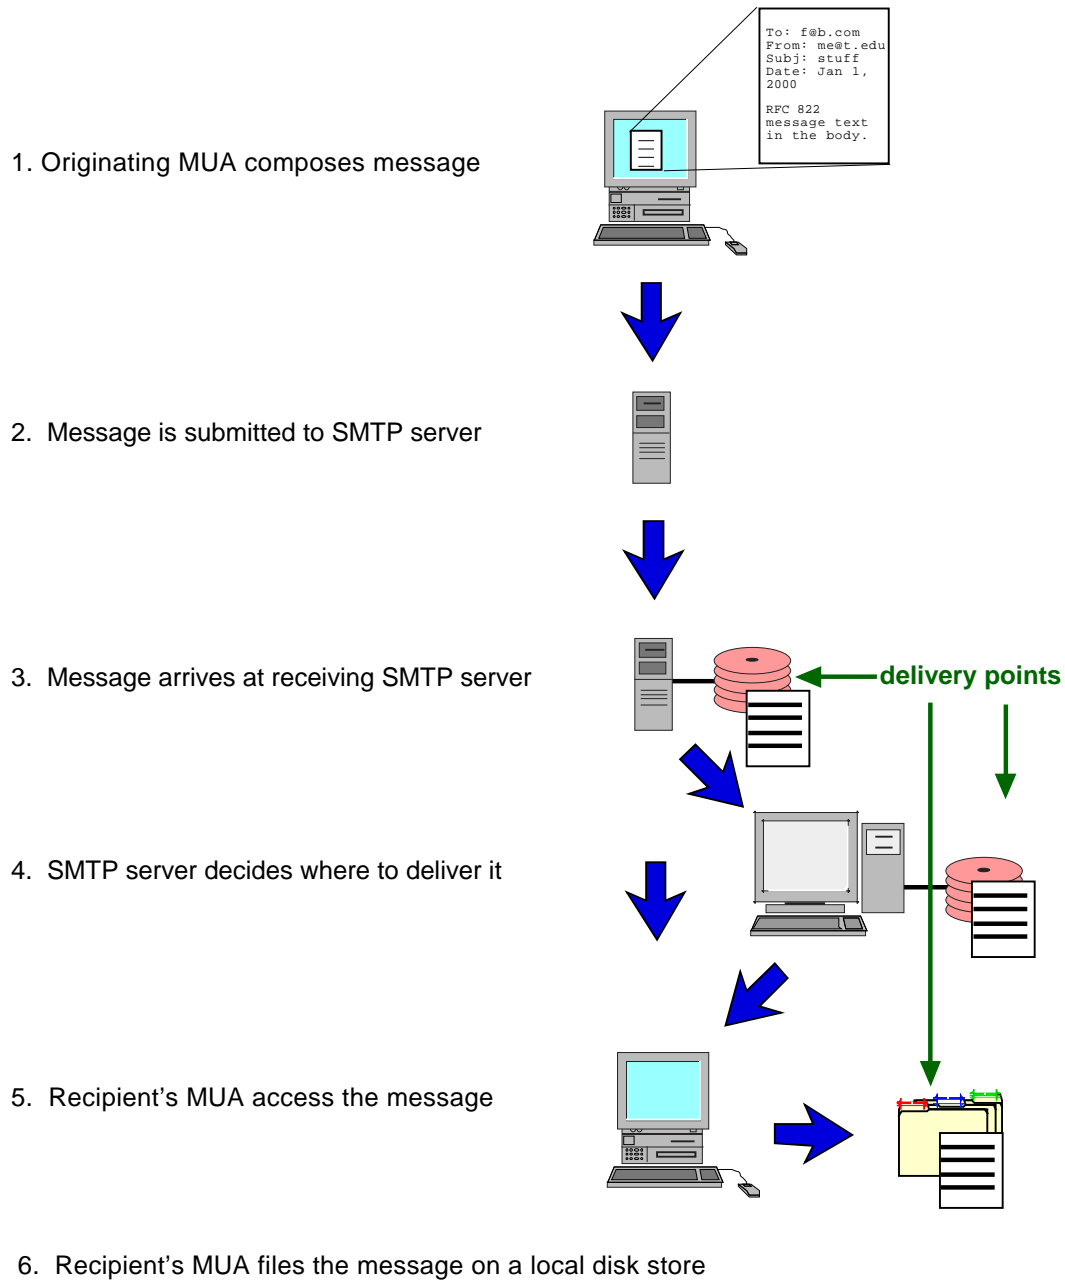 To: f@b.com
From: me@t.edu
Subj: stuff
Date: Jan 1,
2000
RFC 822
message text
in the body.
1. Originating MUA composes message
2. Message is submitted to SMTP server
3. Message arrives at receiving SMTP server
delivery points
4. SMTP server decides where to deliver it
5. Recipient's MUA access the message
6. Recipient's MUA files the message on a local disk store